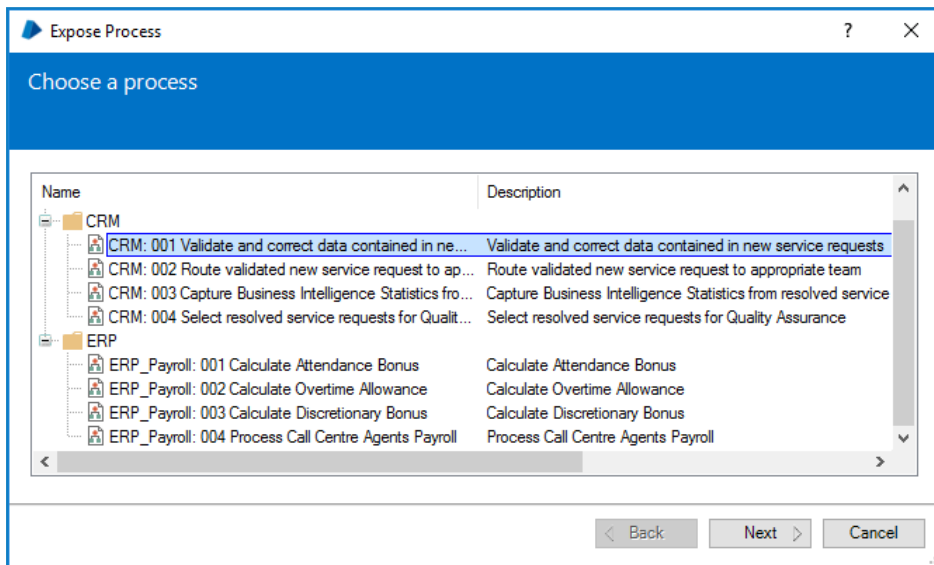 Expose Process ?
Choose a process
Name Description
CRM
CRM: 001 Validate and correct data contained in ne... Validate and correct data contained in new service requests
CRM: 002 Route validated new service request to ap... Route validated new service request to appropriate team
CRM: 003 Capture Business Intelligence Statistics fro... Capture Business Intelligence Statistics from resolved service
CRM: 004 Select resolved service requests for Qualit... Select resolved service requests for Quality Assurance
ERP
ERP_Payroll: 001 Calculate Attendance Bonus Calculate Attendance Bonus
ERP_Payroll: 002 Calculate Overtime Allowance Calculate Overtime Allowance
ERP_Payroll: 003 Calculate Discretionary Bonus Calculate Discretionary Bonus
ERP_Payroll: 004 Process Call Centre Agents Payroll Process Call Centre Agents Payroll
Back Next Cancel